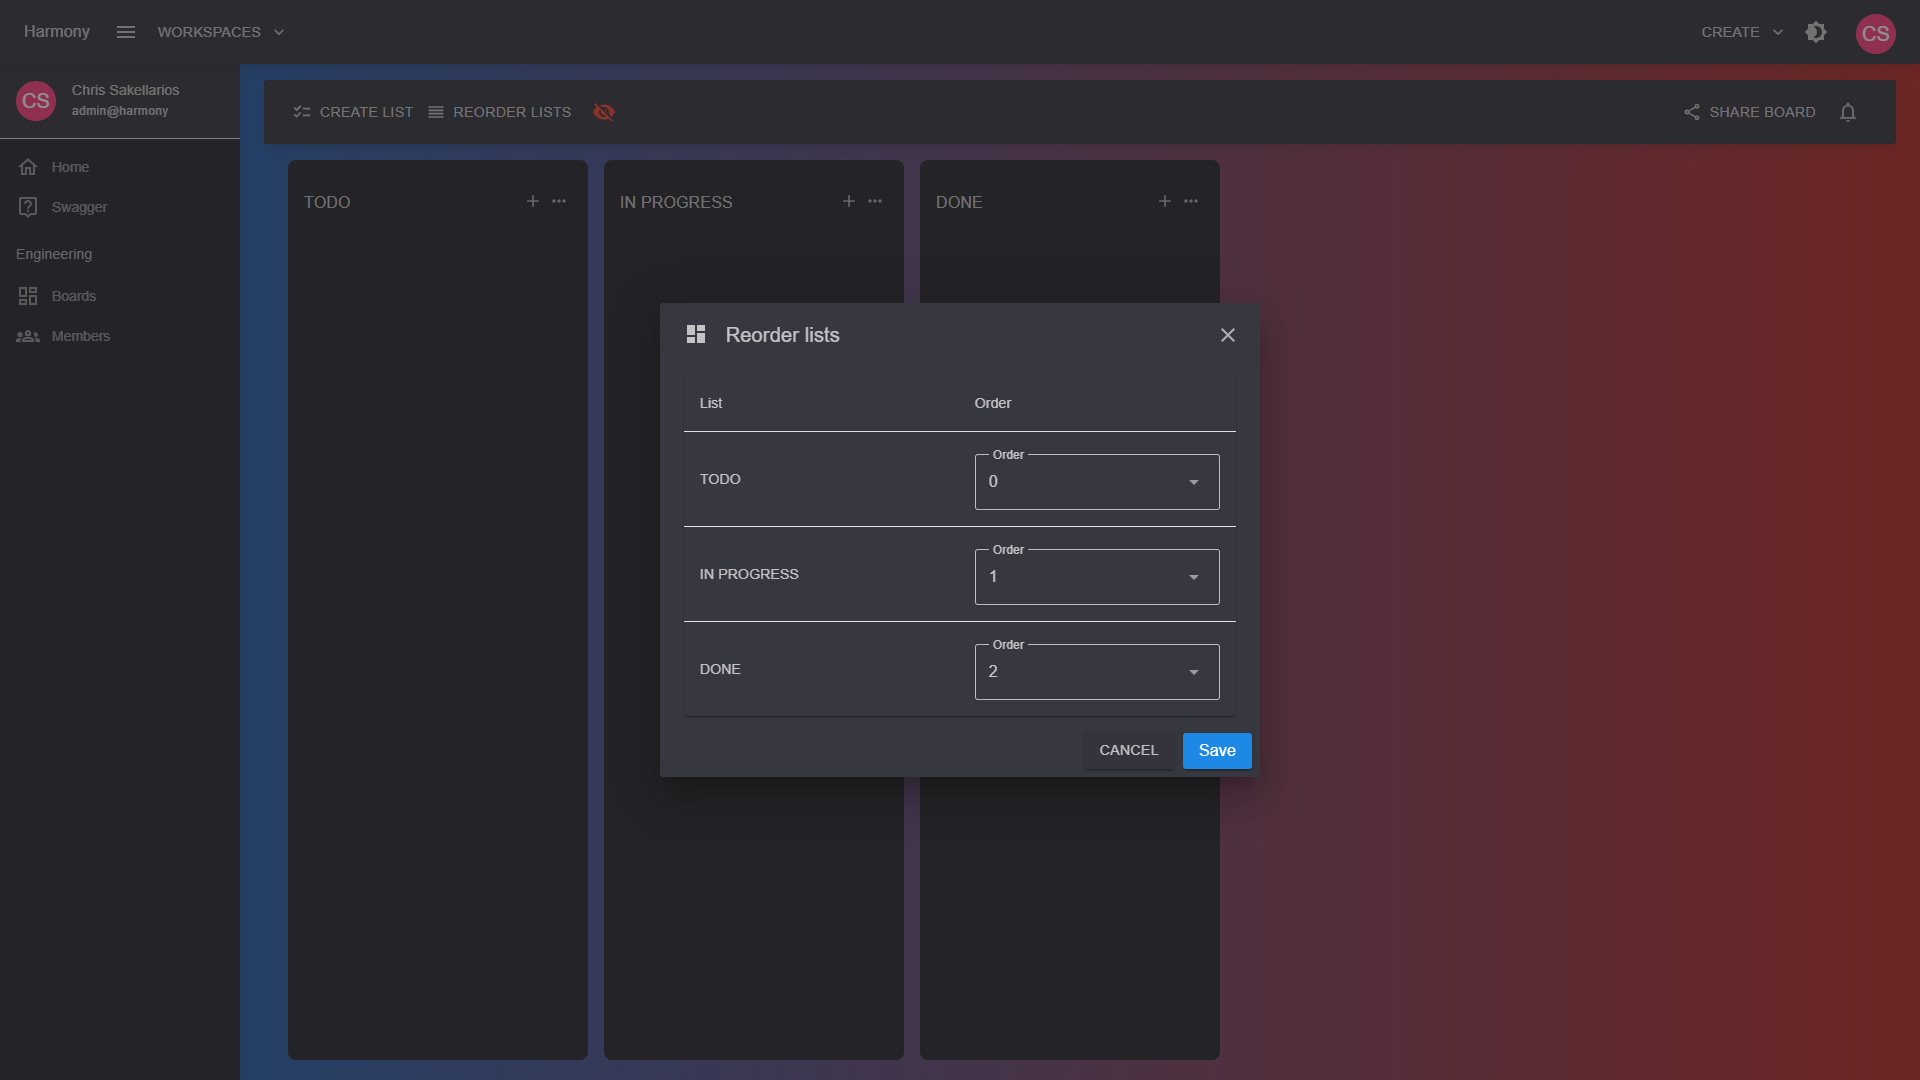 Harmony
WORKSPACES
CREATE
CS
CS
Chris Sakellarios
admin@harmony
Home
Swagger
Engineering
Boards
Members
CREATE LIST
REORDER LISTS
SHARE BOARD
TODO
IN PROGRESS
DONE
Reorder lists
List
Order
TODO
Order
0
IN PROGRESS
Order
1
DONE
Order
2
CANCEL
Save